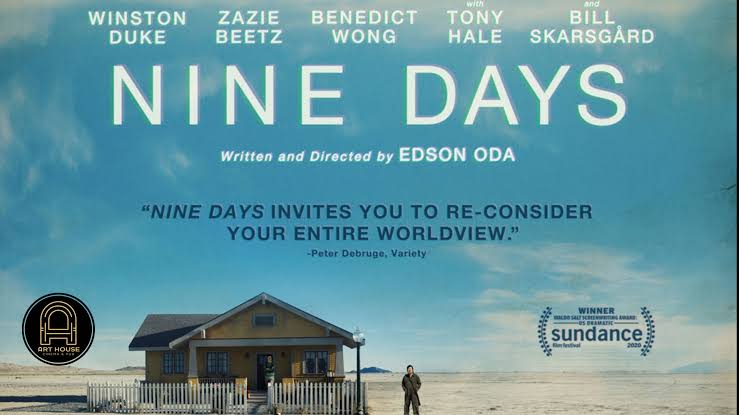 WINSTON DUKE
ZAZIE BEETZ
BENEDICT WONG
with TONY HALE
and BILL SKARSGÅRD
NINE DAYS
Written and Directed by EDSON ODA
“NINE DAYS INVITES YOU TO RE-CONSIDER
YOUR ENTIRE WORLDVIEW.”
-Peter Debruge, Variety
ART HOUSE
CINEMA & PUB
WINNER
WALDO SALT SCREENWRITING AWARD:
US DRAMATIC
sundance
film festival 2020